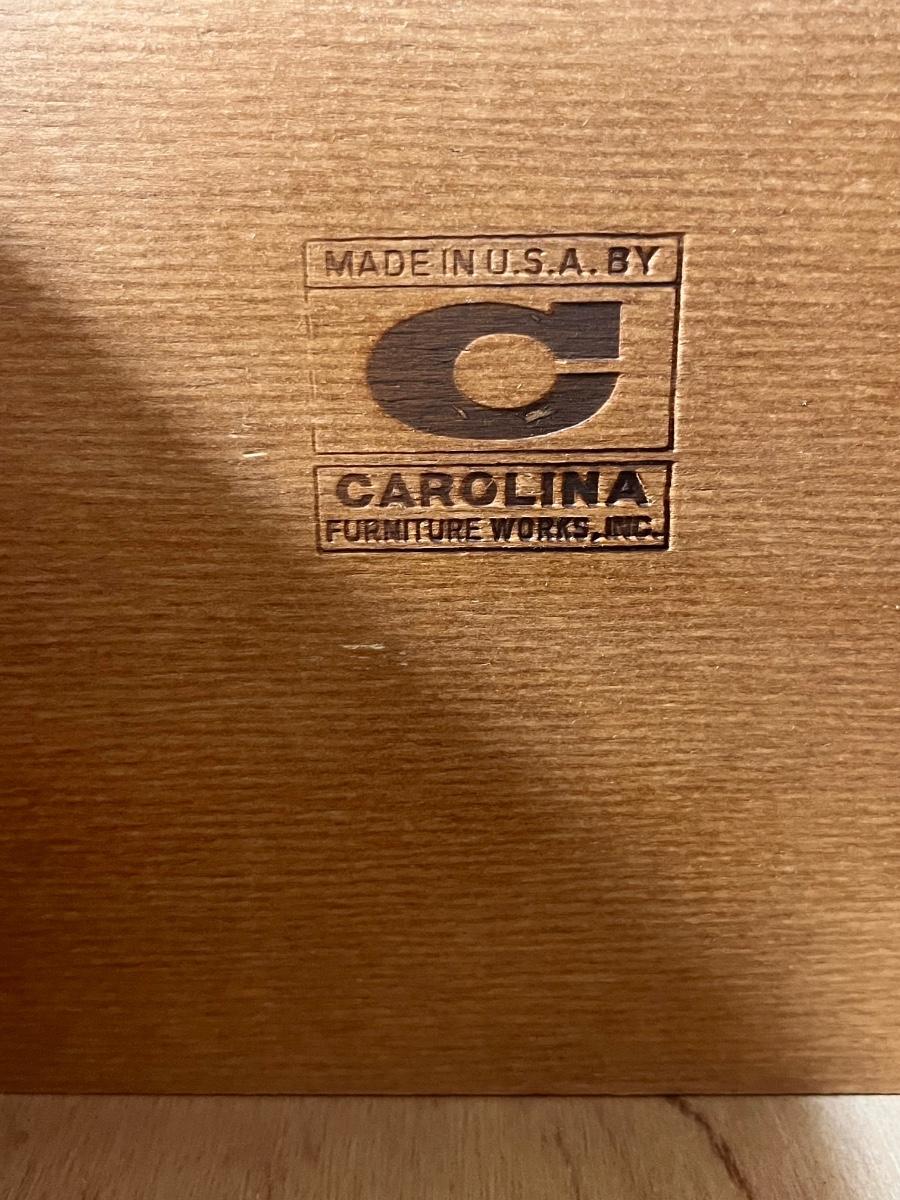 MADE IN U.S.A. BY
C
CAROLINA
FURNITURE WORKS, INC.